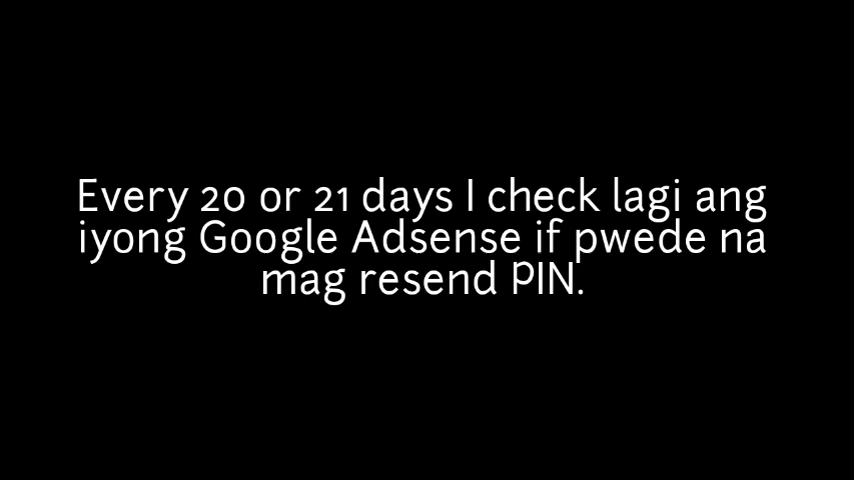 Every 20 or 21 days I check lagi ang
iyong Google Adsense if pwede na
mag resend PIN.